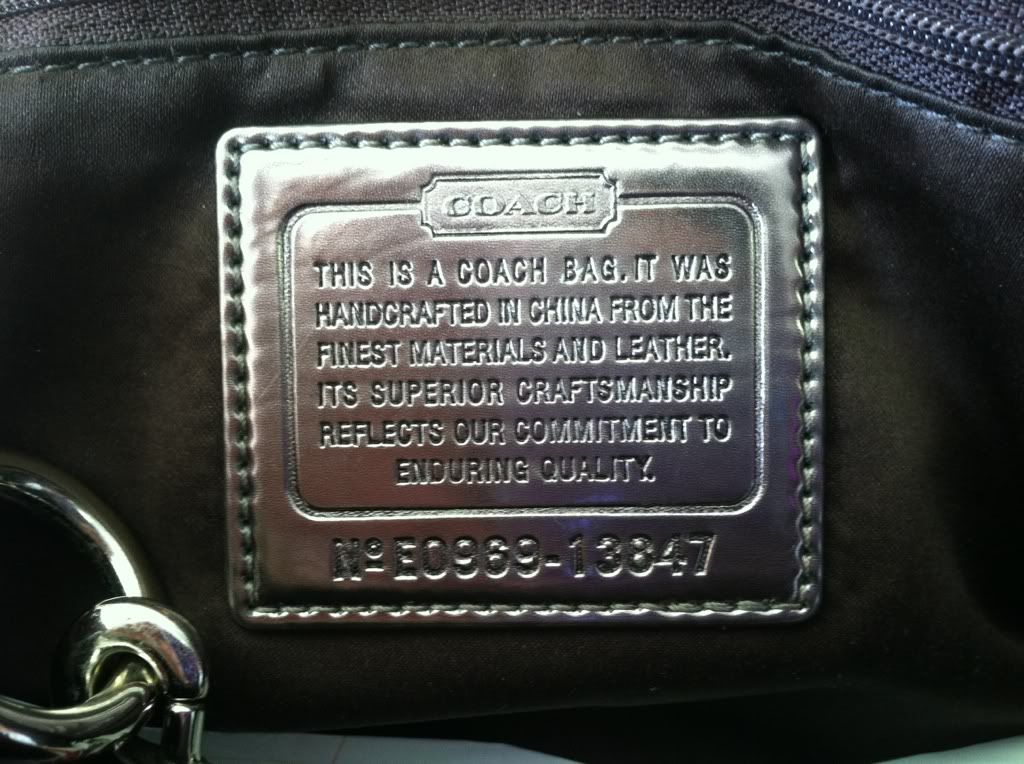 COACH
THIS IS A COACH BAG. IT WAS
HANDCRAFTED IN CHINA FROM THE
FINEST MATERIALS AND LEATHER.
ITS SUPERIOR CRAFTSMANSHIP
REFLECTS OUR COMMITMENT TO
ENDURING QUALITY.
Nº E0969-13847